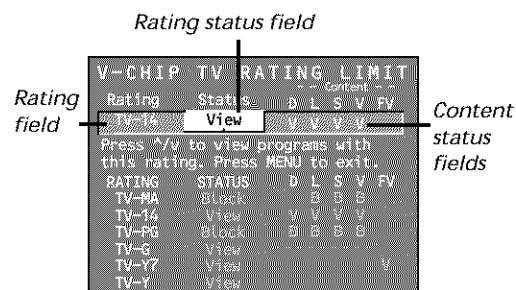 Rating status field
V-CHIP TV RATING LIMIT
Content
Rating Status D L S V FV
Rating field
TV-14 View V V V V
Content status fields
Press ^/v to view programs with
this rating. Press MENU to exit.
RATING STATUS D L S V FV
TV-MA Block B B B
TV-14 View V V V V
TV-PG Block B B B B
TV-G View
TV-Y7 View V
TV-Y View